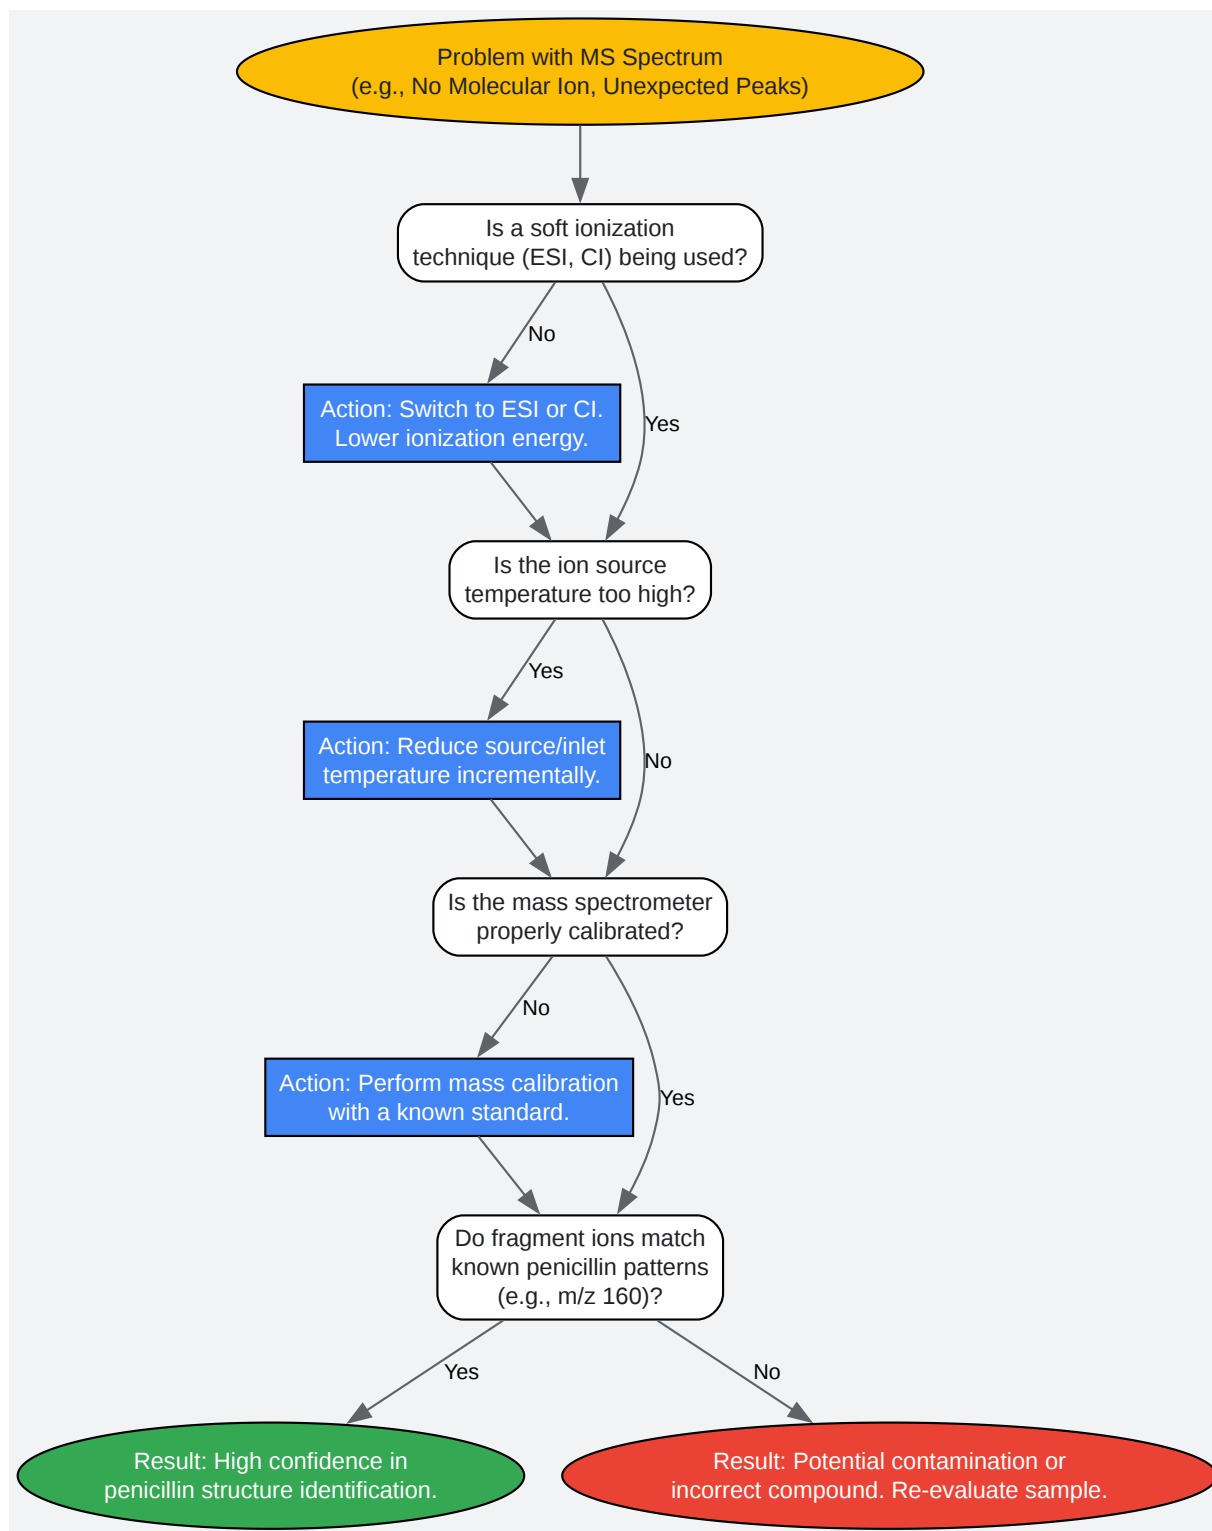 Problem with MS Spectrum
(e.g., No Molecular Ion, Unexpected Peaks)
Is a soft ionization
technique (ESI, CI) being used?
No
Yes
Action: Switch to ESI or CI.
Lower ionization energy.
Is the ion source
temperature too high?
Yes
No
Action: Reduce source/inlet
temperature incrementally.
Is the mass spectrometer
properly calibrated?
No
Yes
Action: Perform mass calibration
with a known standard.
Do fragment ions match
known penicillin patterns
(e.g., m/z 160)?
Yes
No
Result: High confidence in
penicillin structure identification.
Result: Potential contamination or
incorrect compound. Re-evaluate sample.